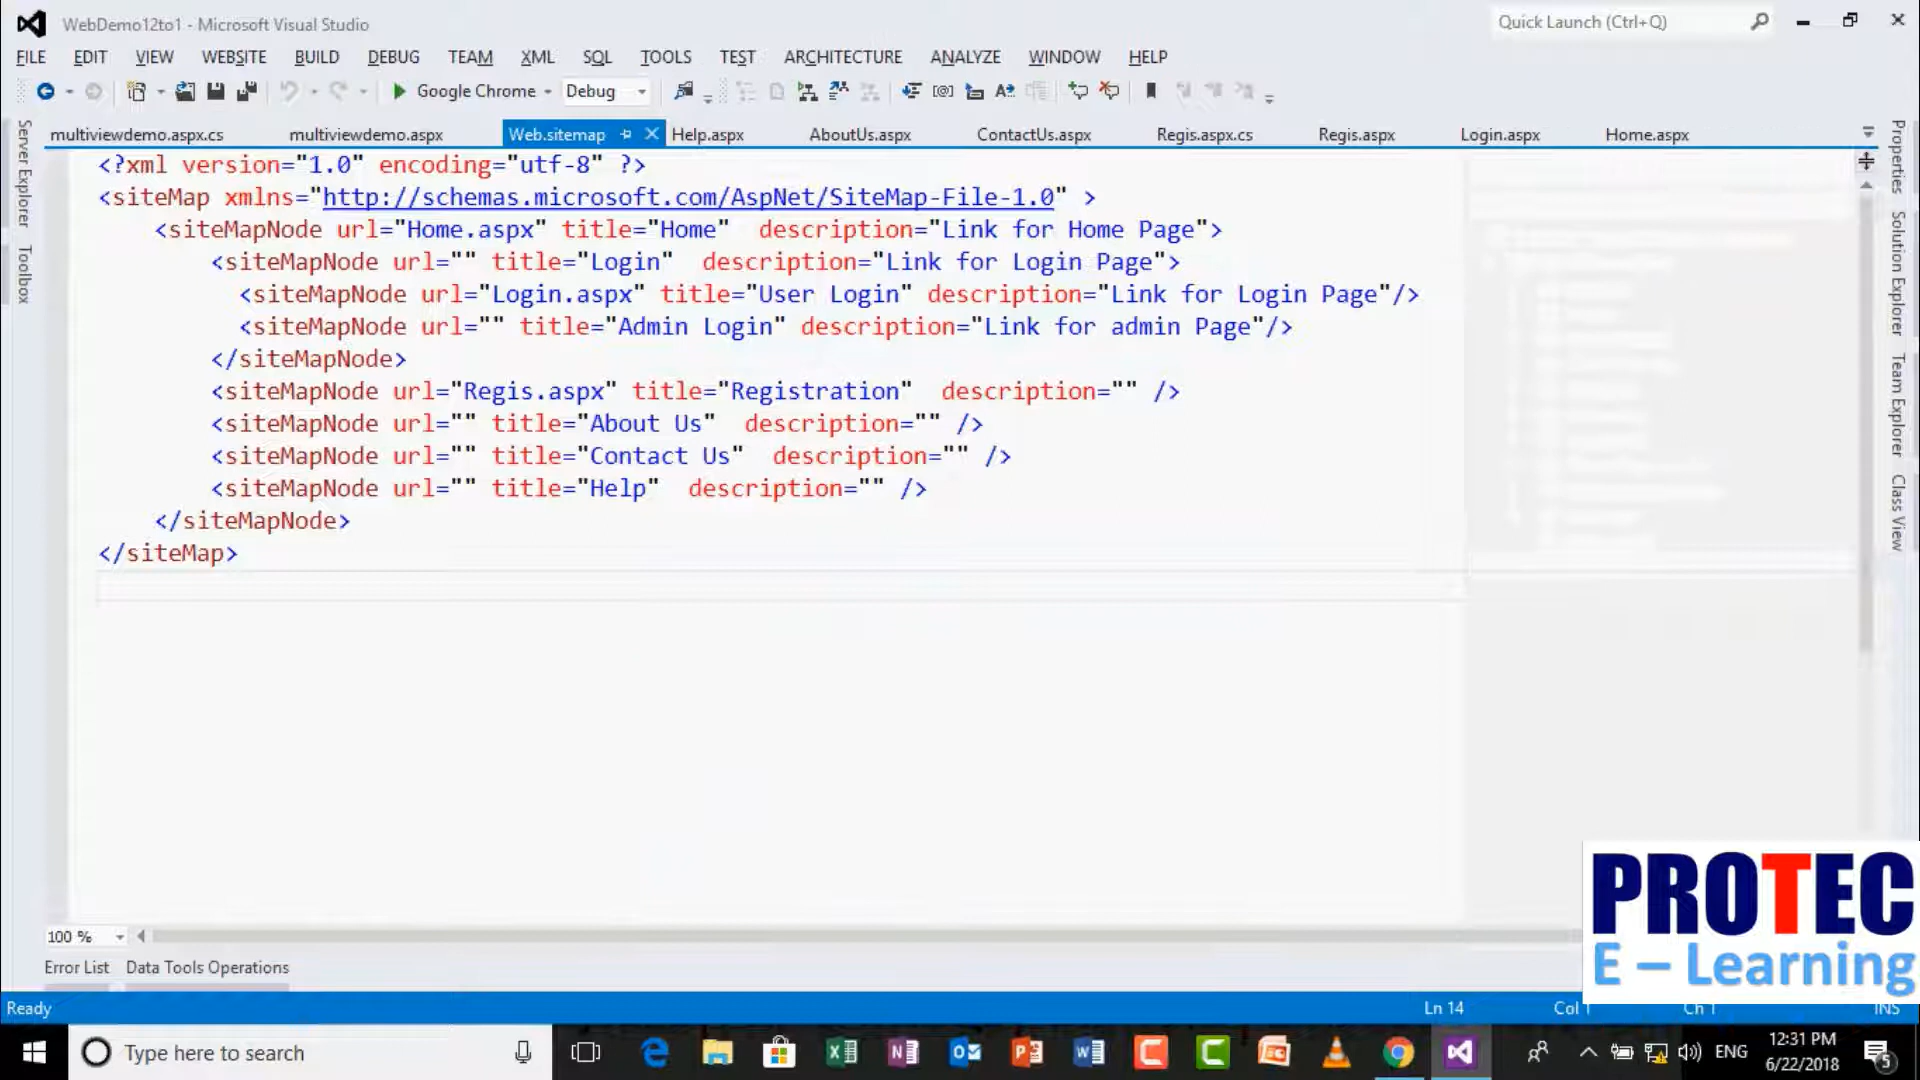 WebDemo12to1 - Microsoft Visual Studio
Quick Launch (Ctrl+Q)
FILE EDIT VIEW WEBSITE BUILD DEBUG TEAM XML SQL TOOLS TEST ARCHITECTURE ANALYZE WINDOW HELP
Google Chrome Debug
multiviewdemo.aspx.cs multiviewdemo.aspx Web.sitemap Help.aspx AboutUs.aspx ContactUs.aspx Regis.aspx.cs Regis.aspx Login.aspx Home.aspx
Server Explorer
Toolbox
<?xml version="1.0" encoding="utf-8" ?>
<siteMap xmlns="http://schemas.microsoft.com/AspNet/SiteMap-File-1.0" >
<siteMapNode url="Home.aspx" title="Home"  description="Link for Home Page">
<siteMapNode url="" title="Login"  description="Link for Login Page">
<siteMapNode url="Login.aspx" title="User Login" description="Link for Login Page"/>
<siteMapNode url="" title="Admin Login" description="Link for admin Page"/>
</siteMapNode>
<siteMapNode url="Regis.aspx" title="Registration"  description="" />
<siteMapNode url="" title="About Us"  description="" />
<siteMapNode url="" title="Contact Us"  description="" />
<siteMapNode url="" title="Help"  description="" />
</siteMapNode>
</siteMap>
Properties
Solution Explorer
Team Explorer
Class View
100 %
PROTEC
E – Learning
Error List Data Tools Operations
Ready Ln 14 Col 1 Ch 1 INS
Type here to search
ENG
12:31 PM
6/22/2018
5